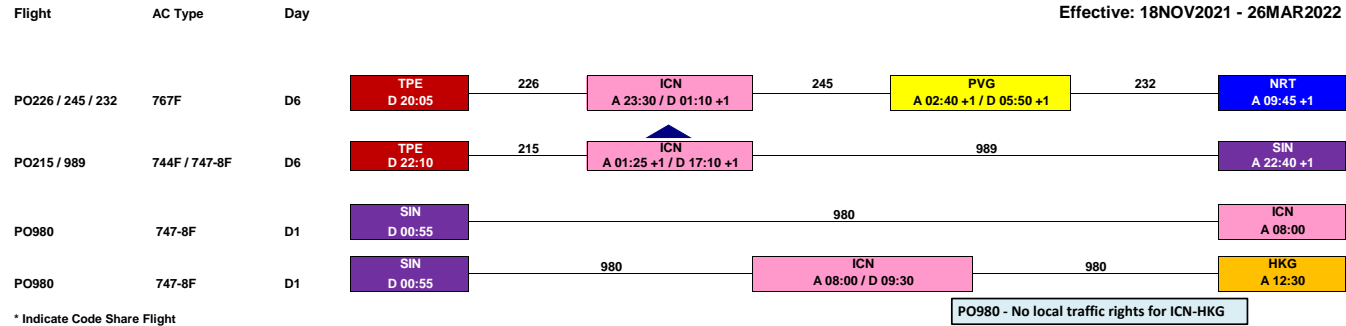 Flight AC Type Day Effective: 18NOV2021 - 26MAR2022
TPE 226 ICN 245 PVG 232 NRT
PO226 / 245 / 232 767F D6 D 20:05 A 23:30 / D 01:10 +1 A 02:40 +1 / D 05:50 +1 A 09:45 +1
TPE 215 ICN 989 SIN
PO215 / 989 744F / 747-8F D6 D 22:10 A 01:25 +1 / D 17:10 +1 A 22:40 +1
SIN 980 ICN
PO980 747-8F D1 D 00:55 A 08:00
SIN 980 ICN 980 HKG
PO980 747-8F D1 D 00:55 A 08:00 / D 09:30 A 12:30
PO980 - No local traffic rights for ICN-HKG
* Indicate Code Share Flight